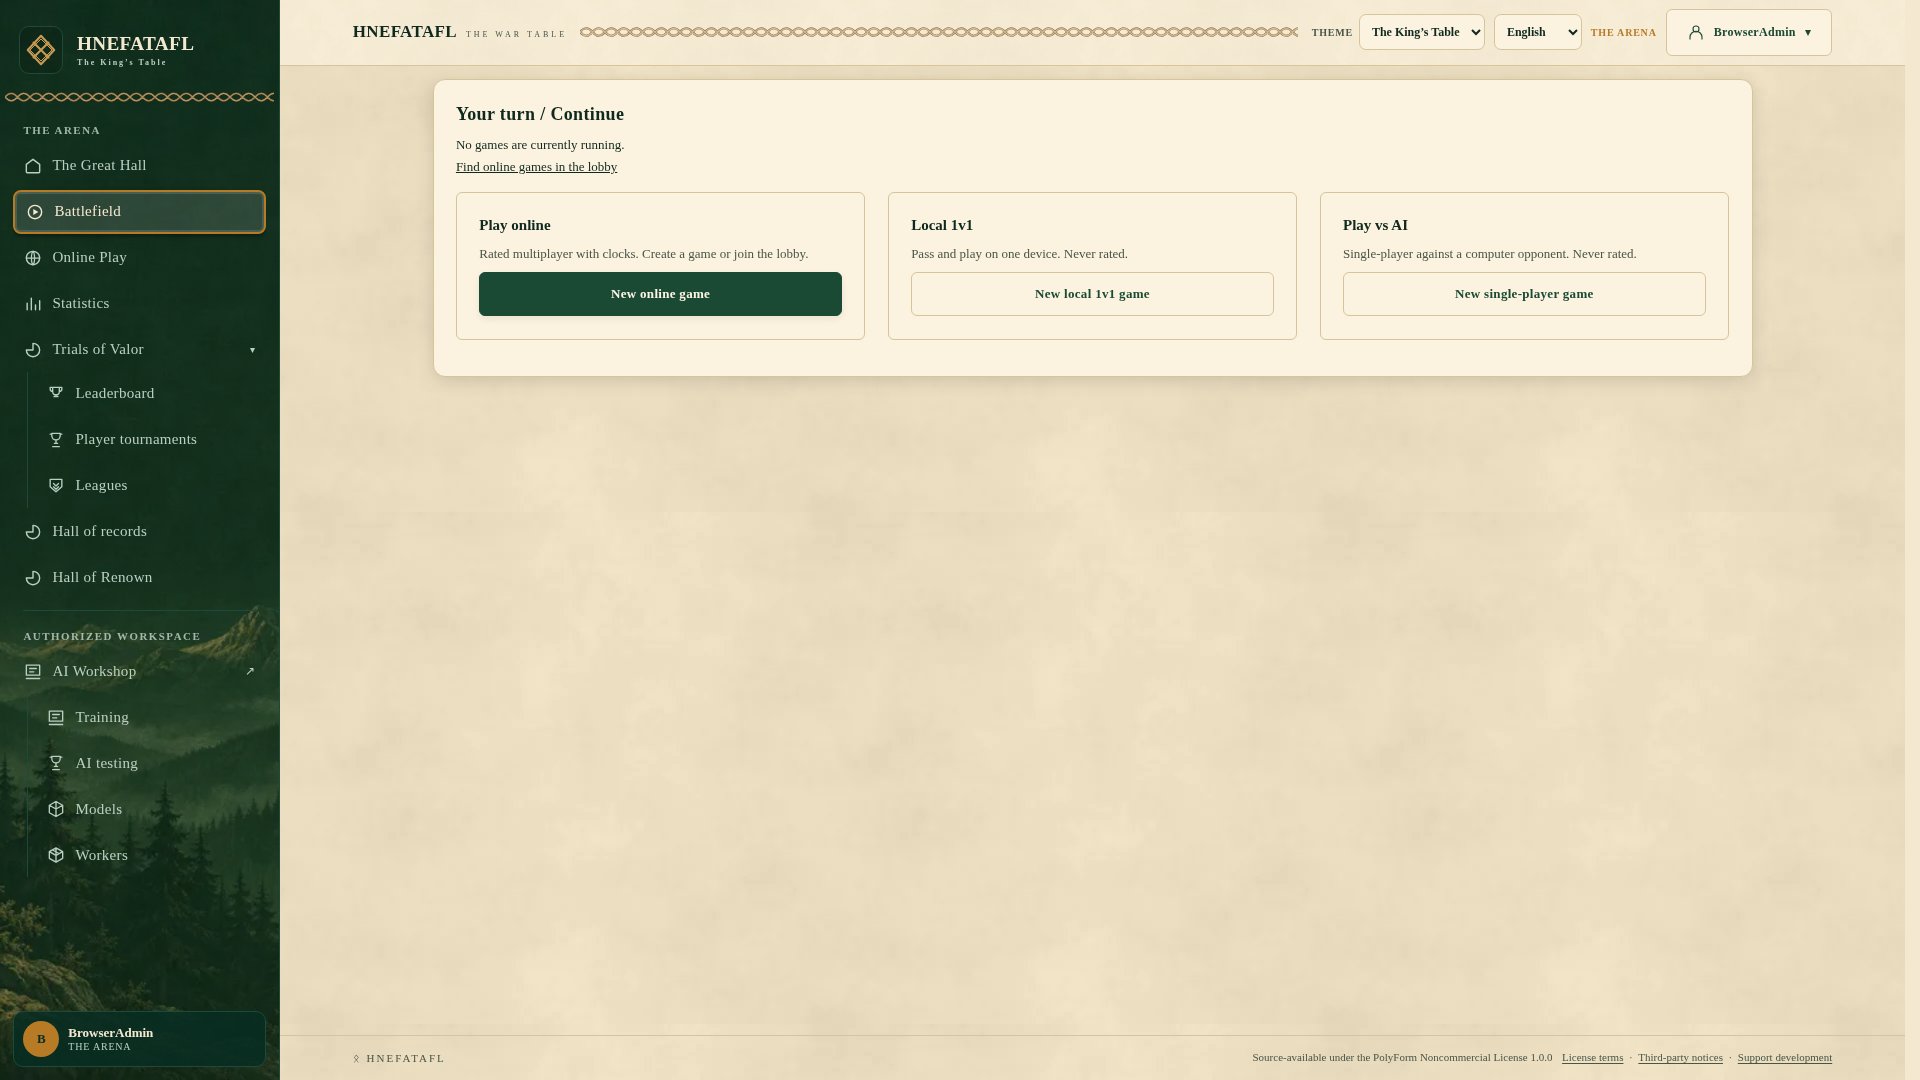 HNEFATAFL
The King's Table
THE ARENA
The Great Hall
Battlefield
Online Play
Statistics
Trials of Valor ▾
Leaderboard
Player tournaments
Leagues
Hall of records
Hall of Renown
AUTHORIZED WORKSPACE
AI Workshop ↗
Training
AI testing
Models
Workers
B
BrowserAdmin
THE ARENA
HNEFATAFL THE WAR TABLE THEME The King's Table English THE ARENA BrowserAdmin ▾
Your turn / Continue
No games are currently running.
Find online games in the lobby
Play online
Rated multiplayer with clocks. Create a game or join the lobby.
New online game
Local 1v1
Pass and play on one device. Never rated.
New local 1v1 game
Play vs AI
Single-player against a computer opponent. Never rated.
New single-player game
ᛟ HNEFATAFL
Source-available under the PolyForm Noncommercial License 1.0.0 License terms · Third-party notices · Support development